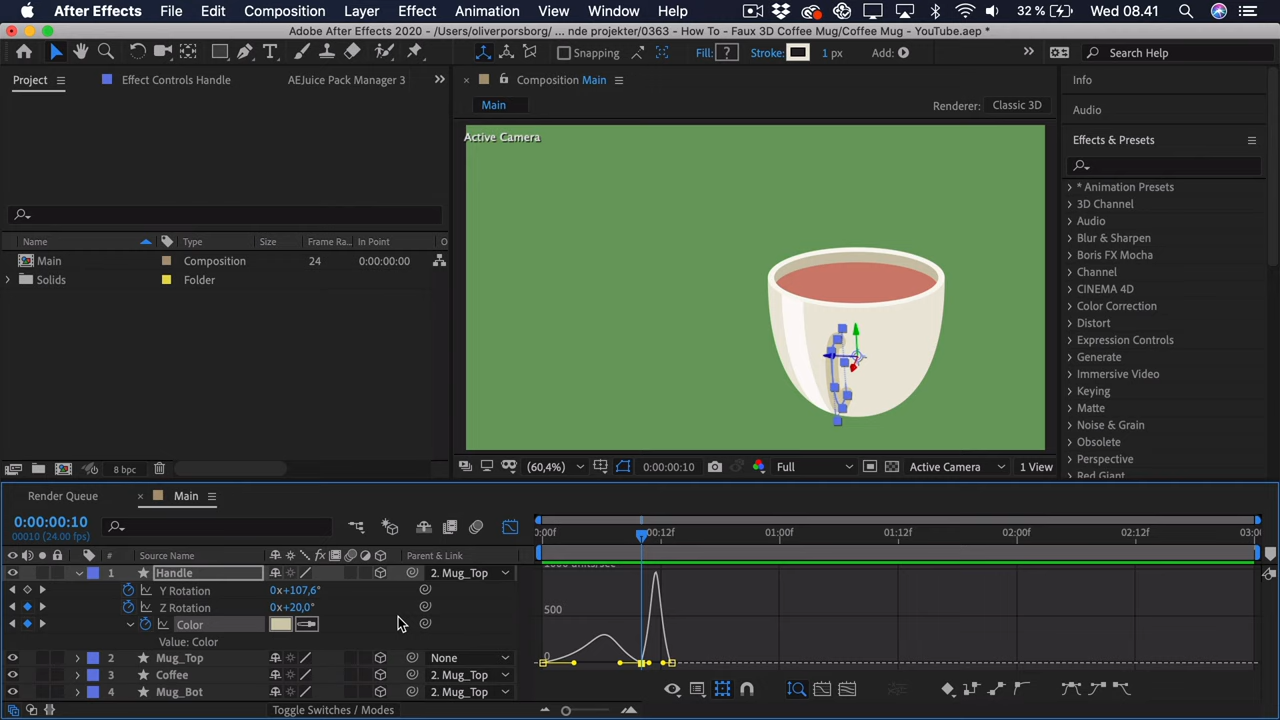 After Effects File Edit Composition Layer Effect Animation View Window Help 32 % Wed 08.41
Adobe After Effects 2020 - /Users/oliverporsborg/ ... nde projekter/0363 - How To - Faux 3D Coffee Mug/Coffee Mug - YouTube.aep *
Snapping Fill: ? Stroke: 1 px Add: » Search Help
Project Effect Controls Handle AEJuice Pack Manager 3 » × Composition Main Info
Main Renderer: Classic 3D Audio
Active Camera
Effects & Presets
* Animation Presets
3D Channel
Audio
Blur & Sharpen
Boris FX Mocha
Channel
CINEMA 4D
Color Correction
Distort
Expression Controls
Generate
Immersive Video
Keying
Matte
Noise & Grain
Obsolete
Perspective
Red Giant
Name Type Size Frame Ra... In Point O
Main Composition 24 0:00:00:00
Solids Folder
8 bpc (60,4%) 0:00:00:10 Full Active Camera 1 View
Render Queue × Main
0:00:00:10
00010 (24.00 fps)
:00f 00:12f 01:00f 01:12f 02:00f 02:12f 03:0
# Source Name Parent & Link
1 Handle 2. Mug_Top
Y Rotation 0x+107,6°
Z Rotation 0x+20,0°
Color
Value: Color
2 Mug_Top None
3 Coffee 2. Mug_Top
4 Mug_Bot 2. Mug_Top
1000 units/sec
500
0
Toggle Switches / Modes